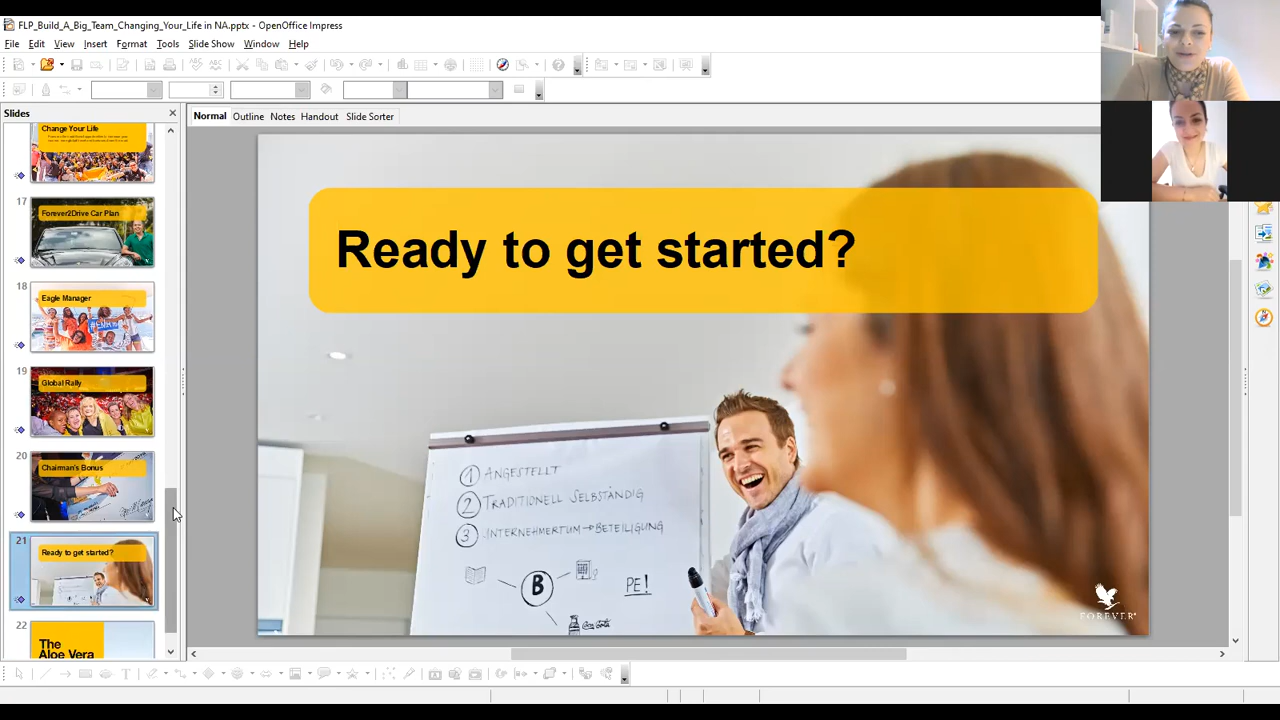 FLP_Build_A_Big_Team_Changing_Your_Life in NA.pptx - OpenOffice Impress
File Edit View Insert Format Tools Slide Show Window Help
Slides
Normal Outline Notes Handout Slide Sorter
Change Your Life
17
Forever2Drive Car Plan
18
Eagle Manager
19
Global Rally
20
Chairman's Bonus
21
Ready to get started?
22
The
Aloe Vera
Ready to get started?
1 ANGESTELLT
2 TRADITIONELL SELBSTÄNDIG
3 INTERNEHMERTUM→BETEILIGUNG
B
PE!
Coca-Cola
FOREVER